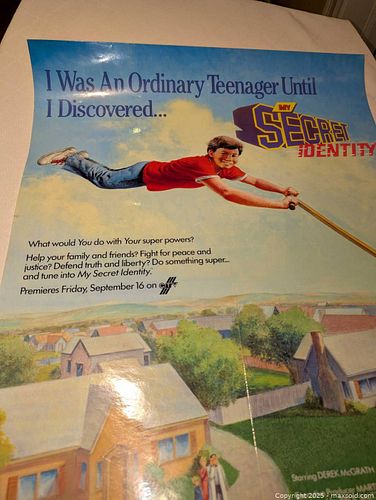 I Was An Ordinary Teenager Until
I Discovered...
MY
SECRET
IDENTITY
What would You do with Your super powers?
Help your family and friends? Fight for peace and
justice? Defend truth and liberty? Do something super...
and tune into My Secret Identity.
Premieres Friday, September 16 on
Starring DEREK McGRATH
Producer MART
Copyright 2025 - maxsold.com